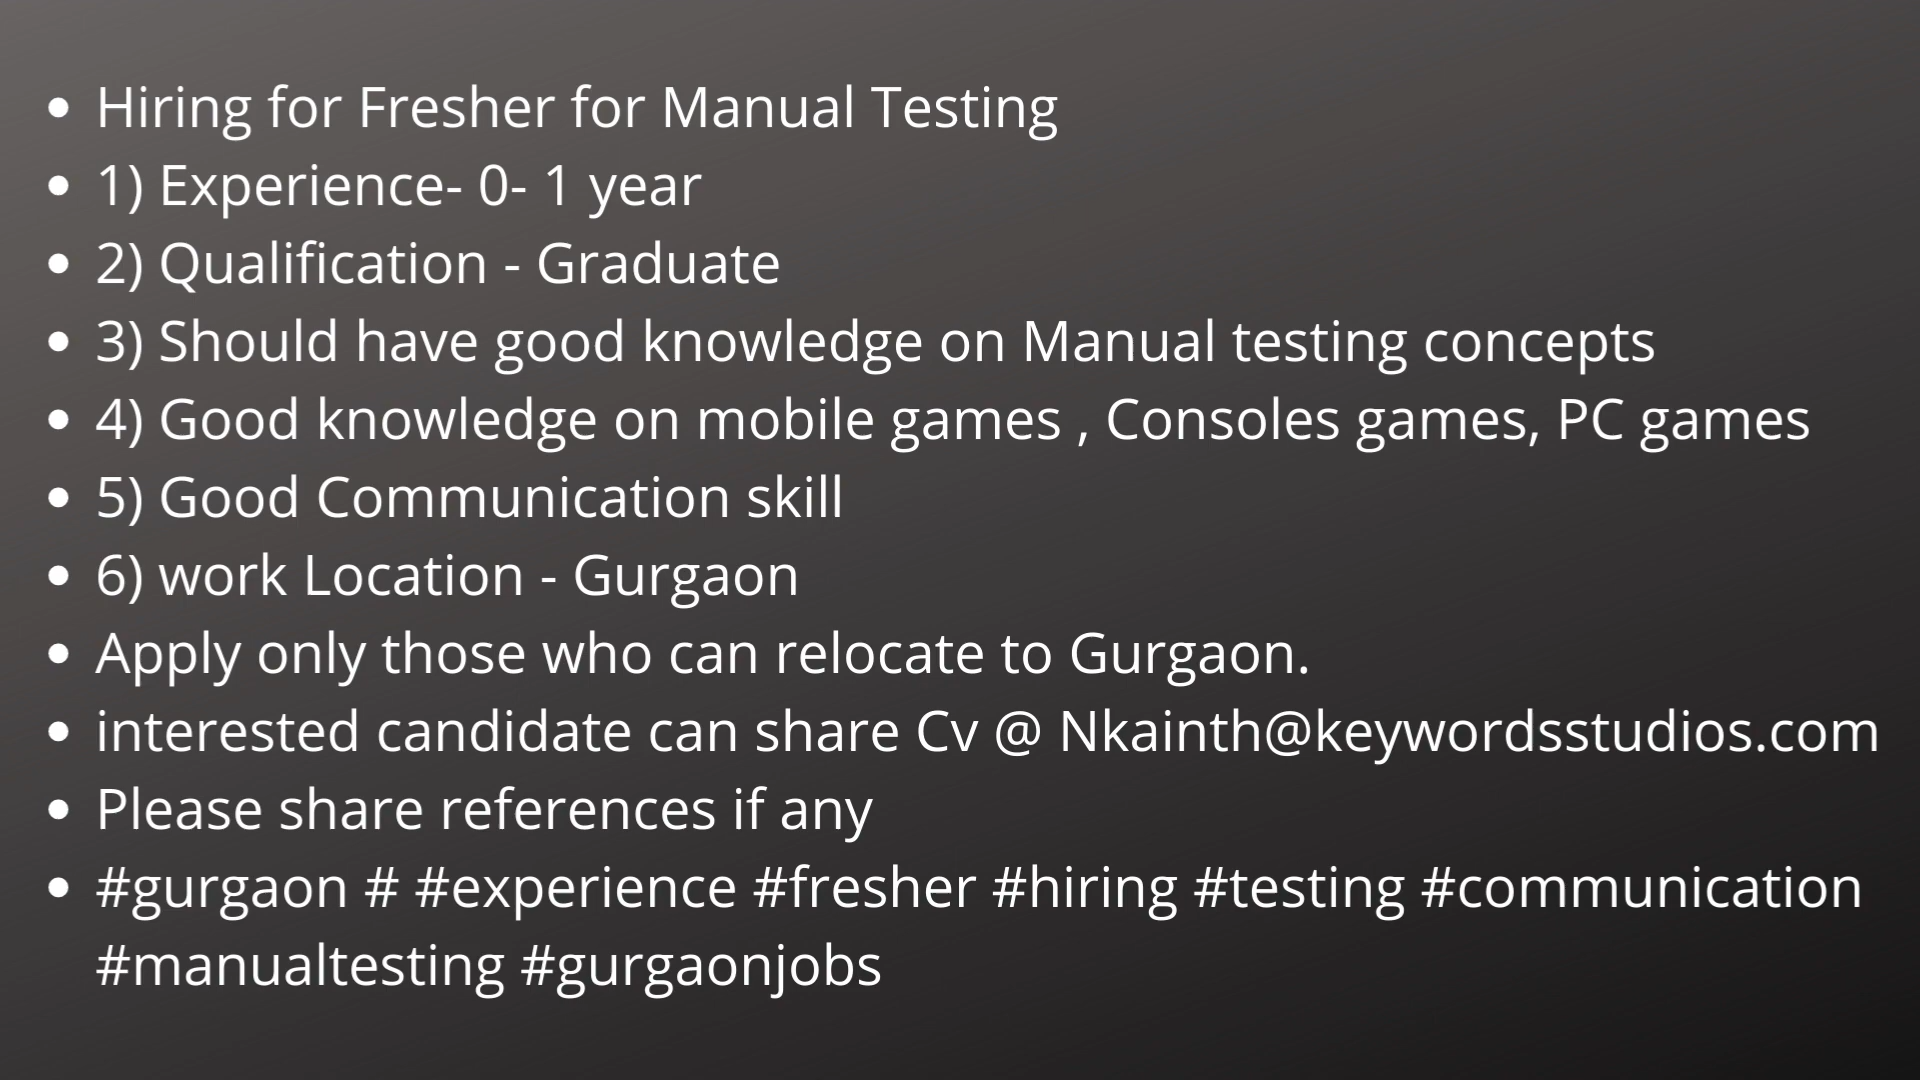 • Hiring for Fresher for Manual Testing
• 1) Experience- 0- 1 year
• 2) Qualification - Graduate
• 3) Should have good knowledge on Manual testing concepts
• 4) Good knowledge on mobile games , Consoles games, PC games
• 5) Good Communication skill
• 6) work Location - Gurgaon
• Apply only those who can relocate to Gurgaon.
• interested candidate can share Cv @ Nkainth@keywordsstudios.com
• Please share references if any
• #gurgaon # #experience #fresher #hiring #testing #communication
#manualtesting #gurgaonjobs